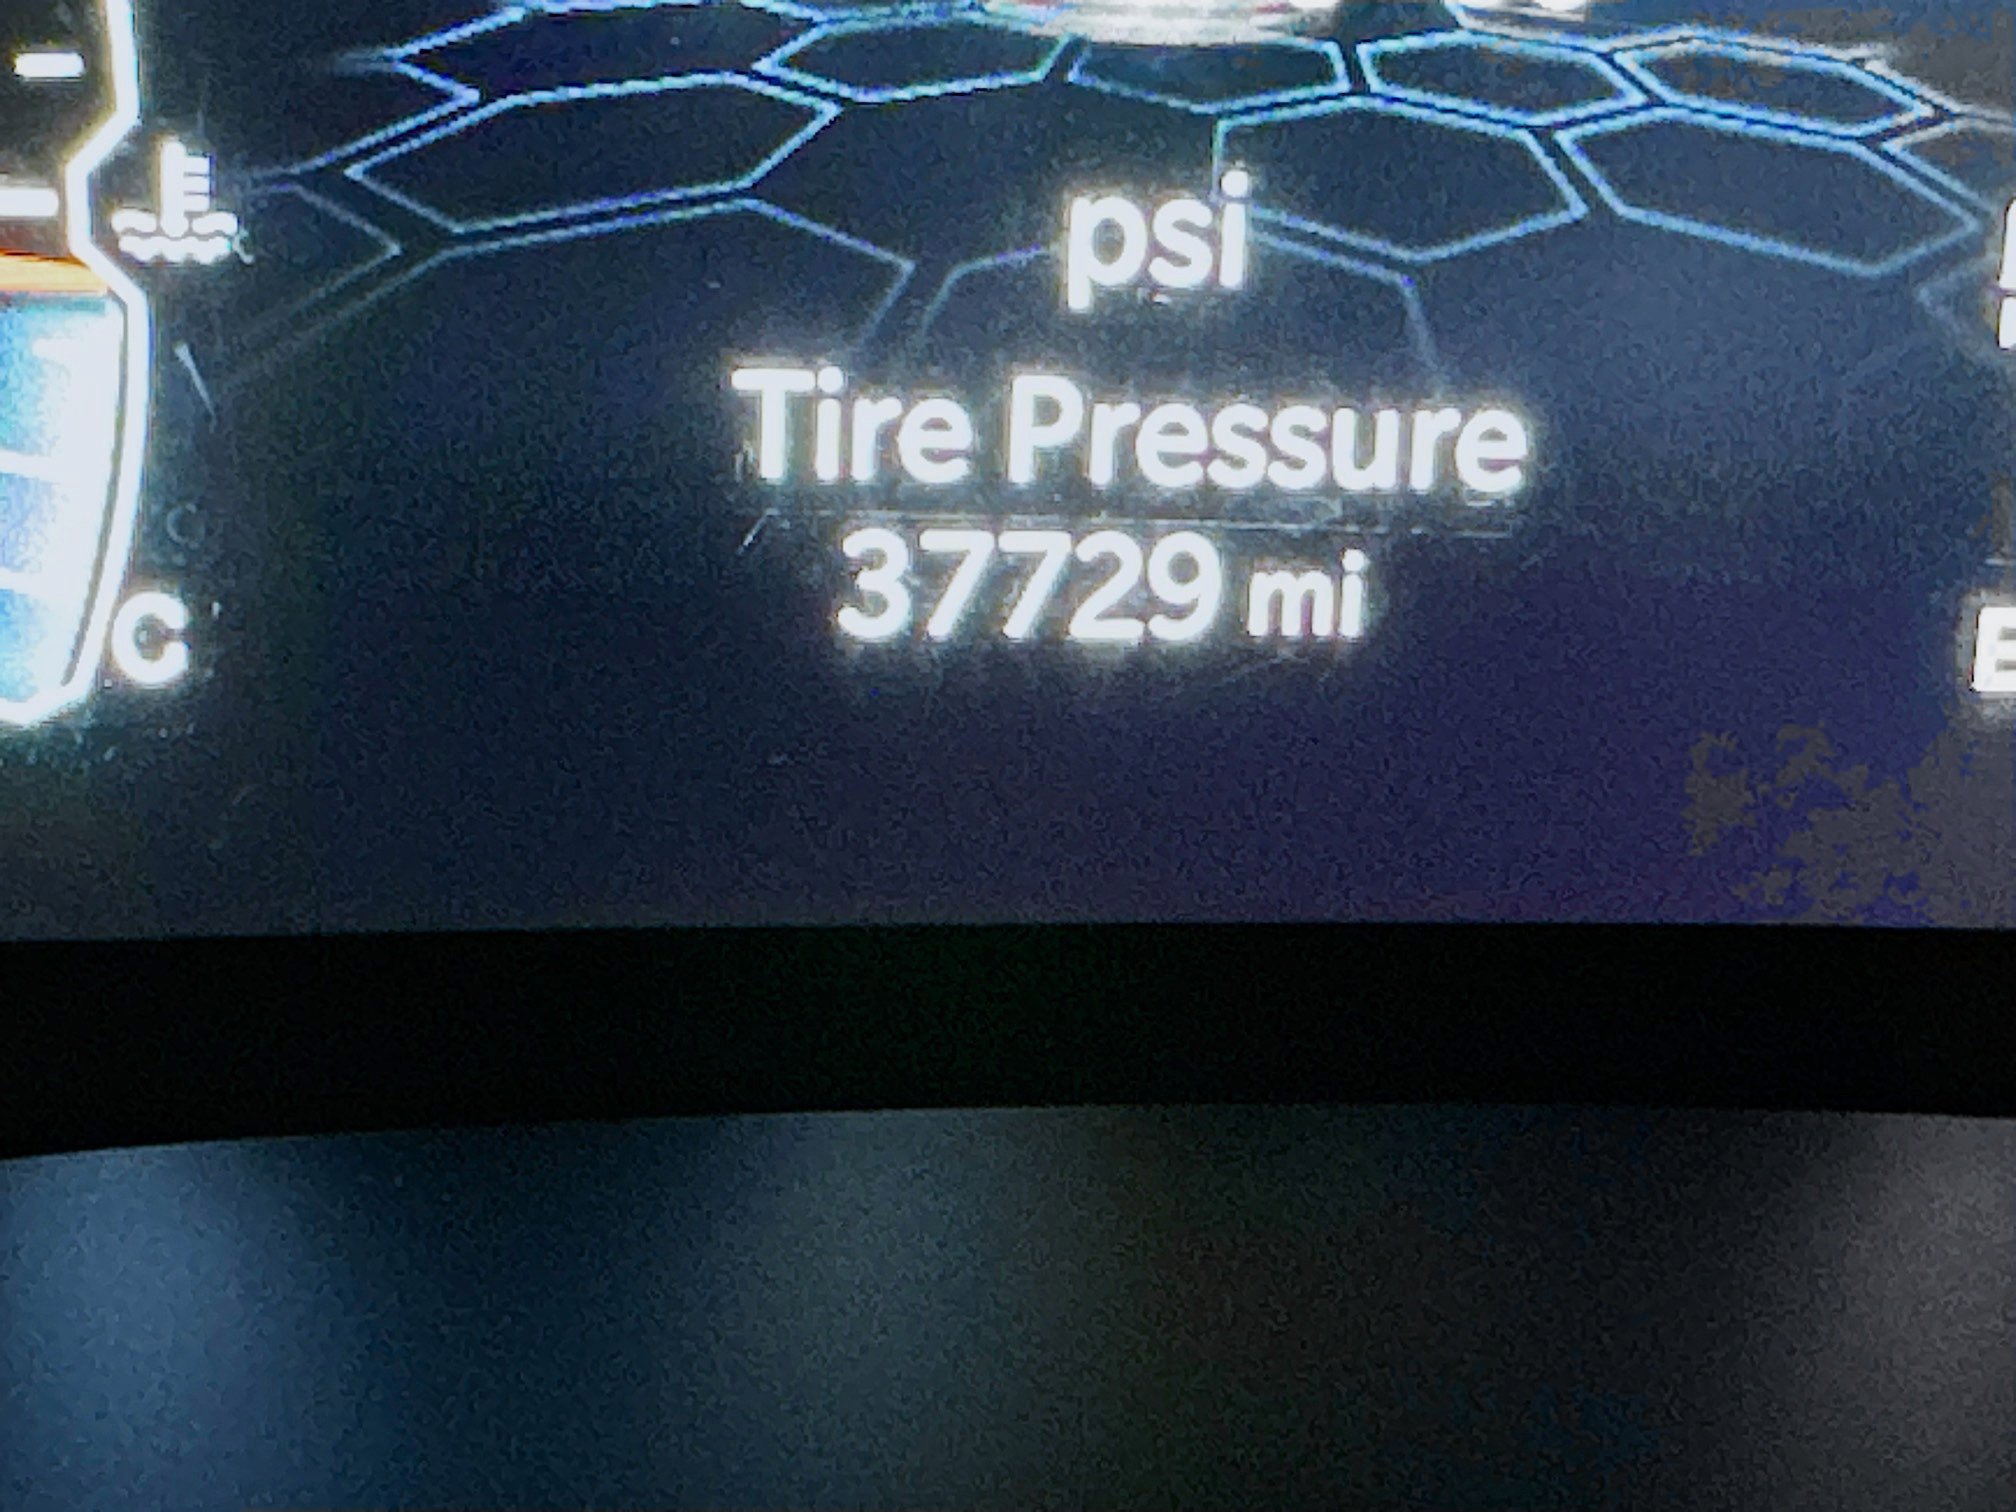 psi
Tire Pressure
37729 mi
C
E